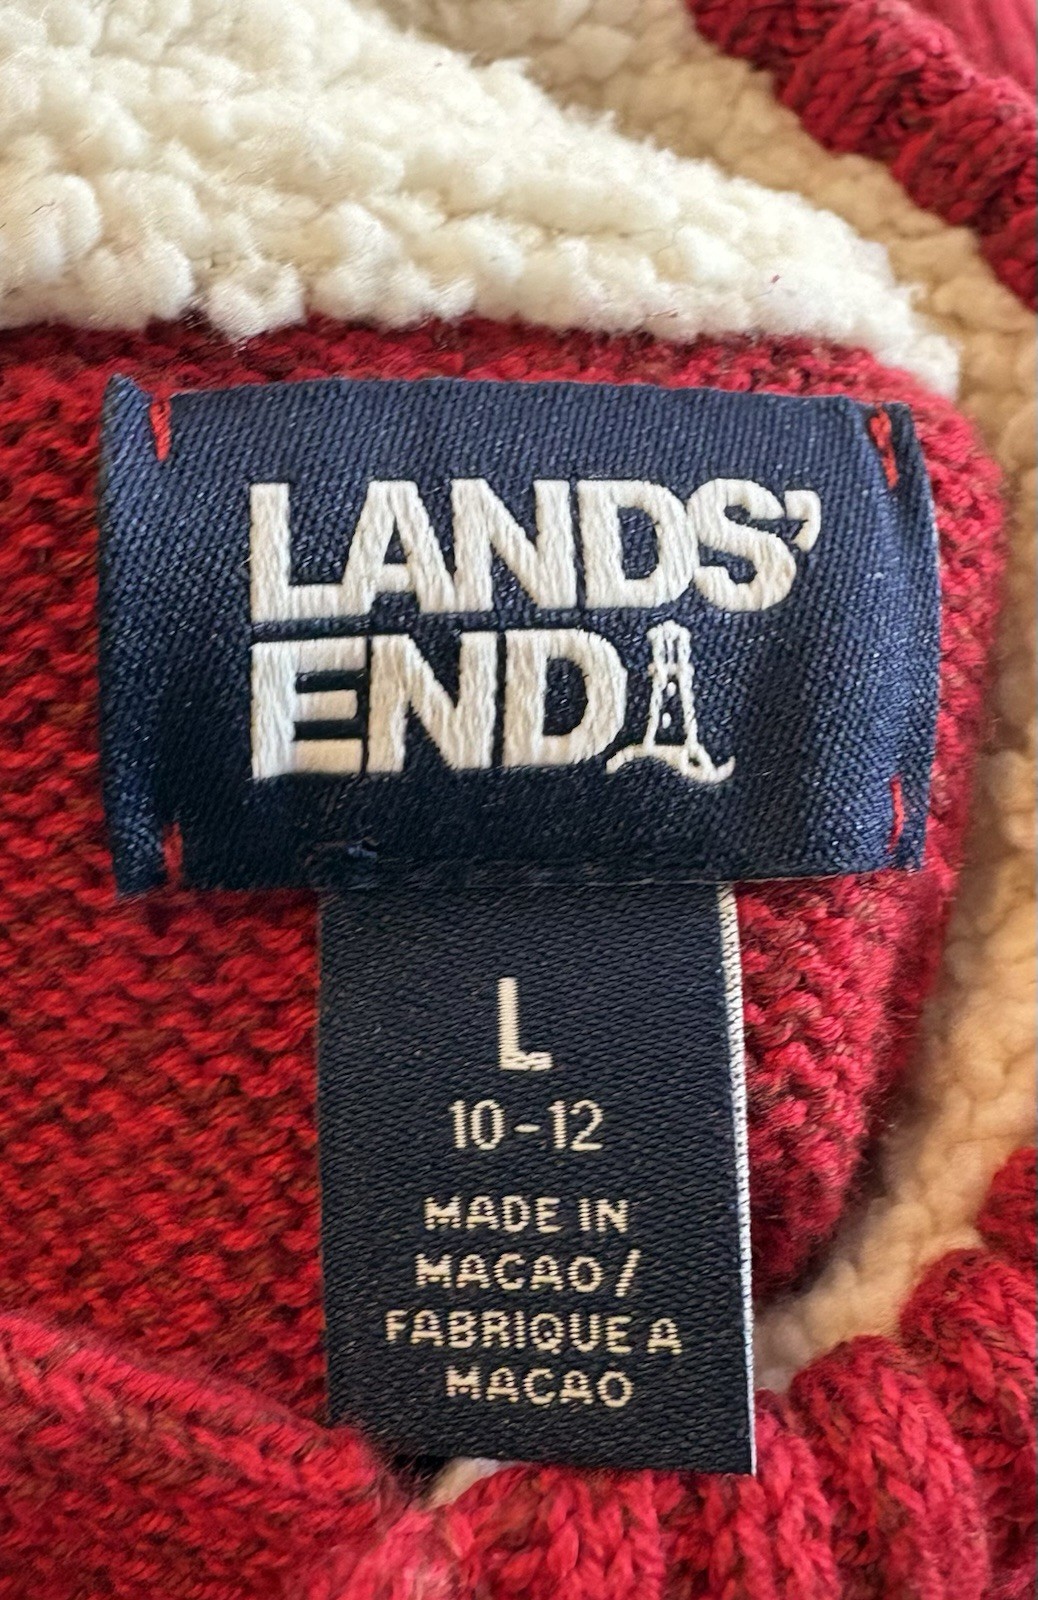 LANDS'
END
L
10-12
MADE IN
MACAO/
FABRIQUE A
MACAO